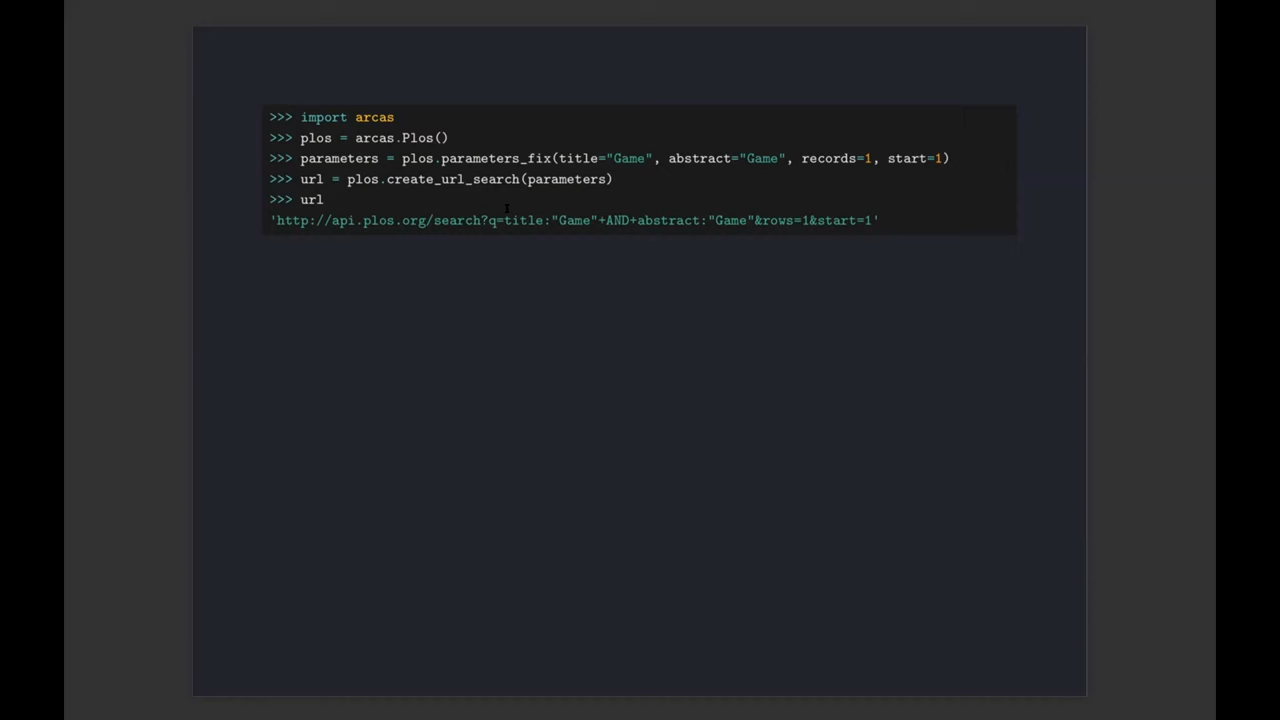 >>> import arcas
>>> plos = arcas.Plos()
>>> parameters = plos.parameters_fix(title="Game", abstract="Game", records=1, start=1)
>>> url = plos.create_url_search(parameters)
>>> url
'http://api.plos.org/search?q=title:"Game"+AND+abstract:"Game"&rows=1&start=1'